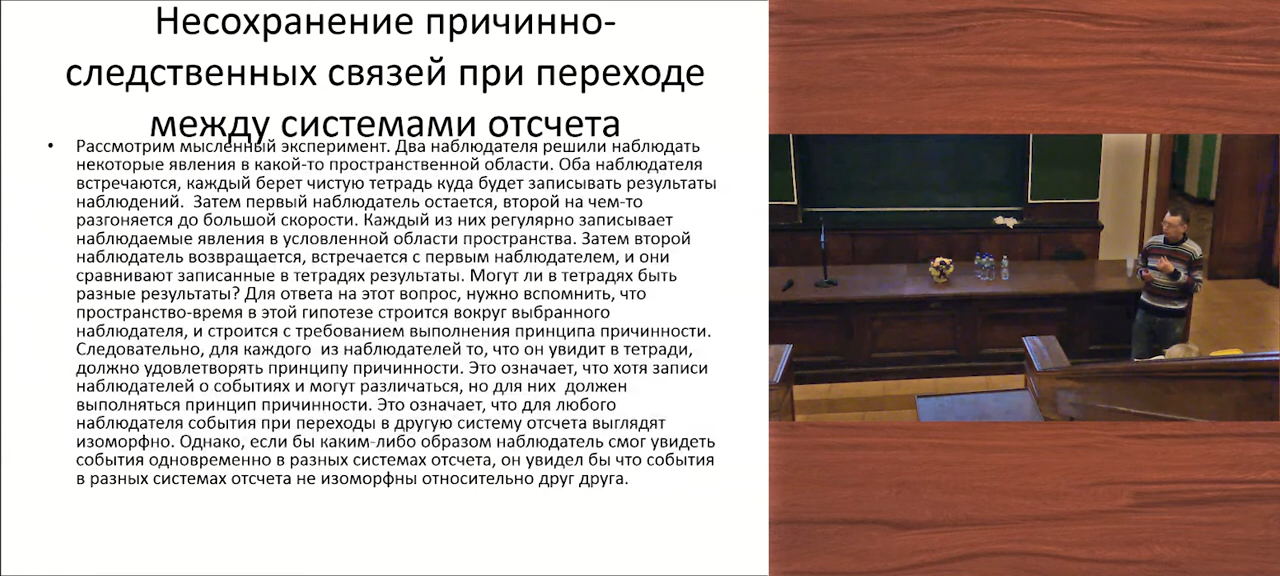 Несохранение причинно-
следственных связей при переходе
между системами отсчета
• Рассмотрим мысленный эксперимент. Два наблюдателя решили наблюдать
некоторые явления в какой-то пространственной области. Оба наблюдателя
встречаются, каждый берет чистую тетрадь куда будет записывать результаты
наблюдений. Затем первый наблюдатель остается, второй на чем-то
разгоняется до большой скорости. Каждый из них регулярно записывает
наблюдаемые явления в условленной области пространства. Затем второй
наблюдатель возвращается, встречается с первым наблюдателем, и они
сравнивают записанные в тетрадях результаты. Могут ли в тетрадях быть
разные результаты? Для ответа на этот вопрос, нужно вспомнить, что
пространство-время в этой гипотезе строится вокруг выбранного
наблюдателя, и строится с требованием выполнения принципа причинности.
Следовательно, для каждого из наблюдателей то, что он увидит в тетради,
должно удовлетворять принципу причинности. Это означает, что хотя записи
наблюдателей о событиях и могут различаться, но для них должен
выполняться принцип причинности. Это означает, что для любого
наблюдателя события при переходы в другую систему отсчета выглядят
изоморфно. Однако, если бы каким-либо образом наблюдатель смог увидеть
события одновременно в разных системах отсчета, он увидел бы что события
в разных системах отсчета не изоморфны относительно друг друга.